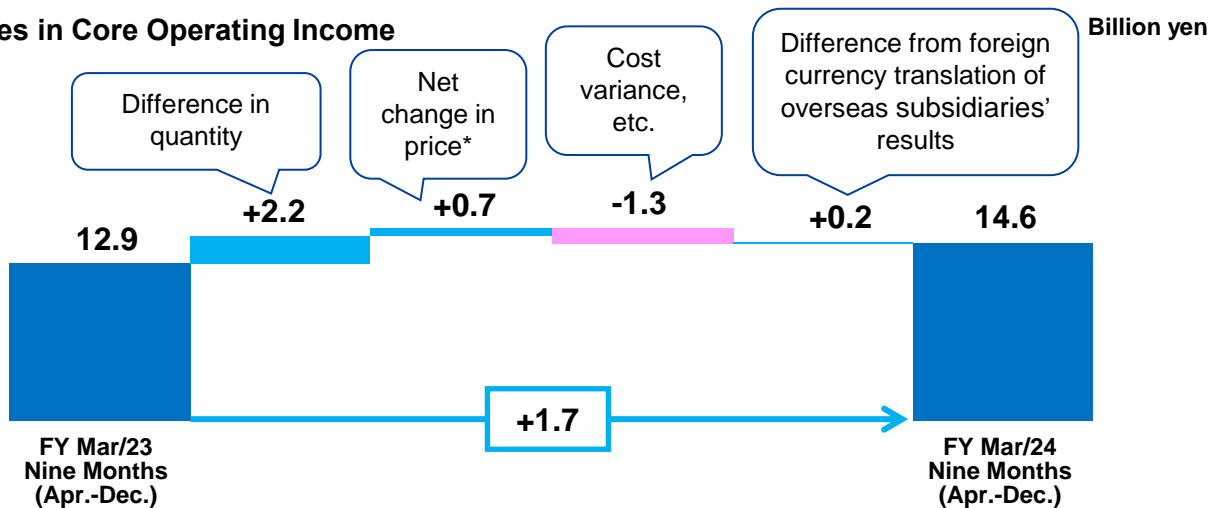 es in Core Operating Income
Billion yen
Difference in
quantity
Net
change in
price*
Cost
variance,
etc.
Difference from foreign
currency translation of
overseas subsidiaries’
results
12.9
+2.2
+0.7
-1.3
+0.2
14.6
+1.7
FY Mar/23
Nine Months
(Apr.-Dec.)
FY Mar/24
Nine Months
(Apr.-Dec.)